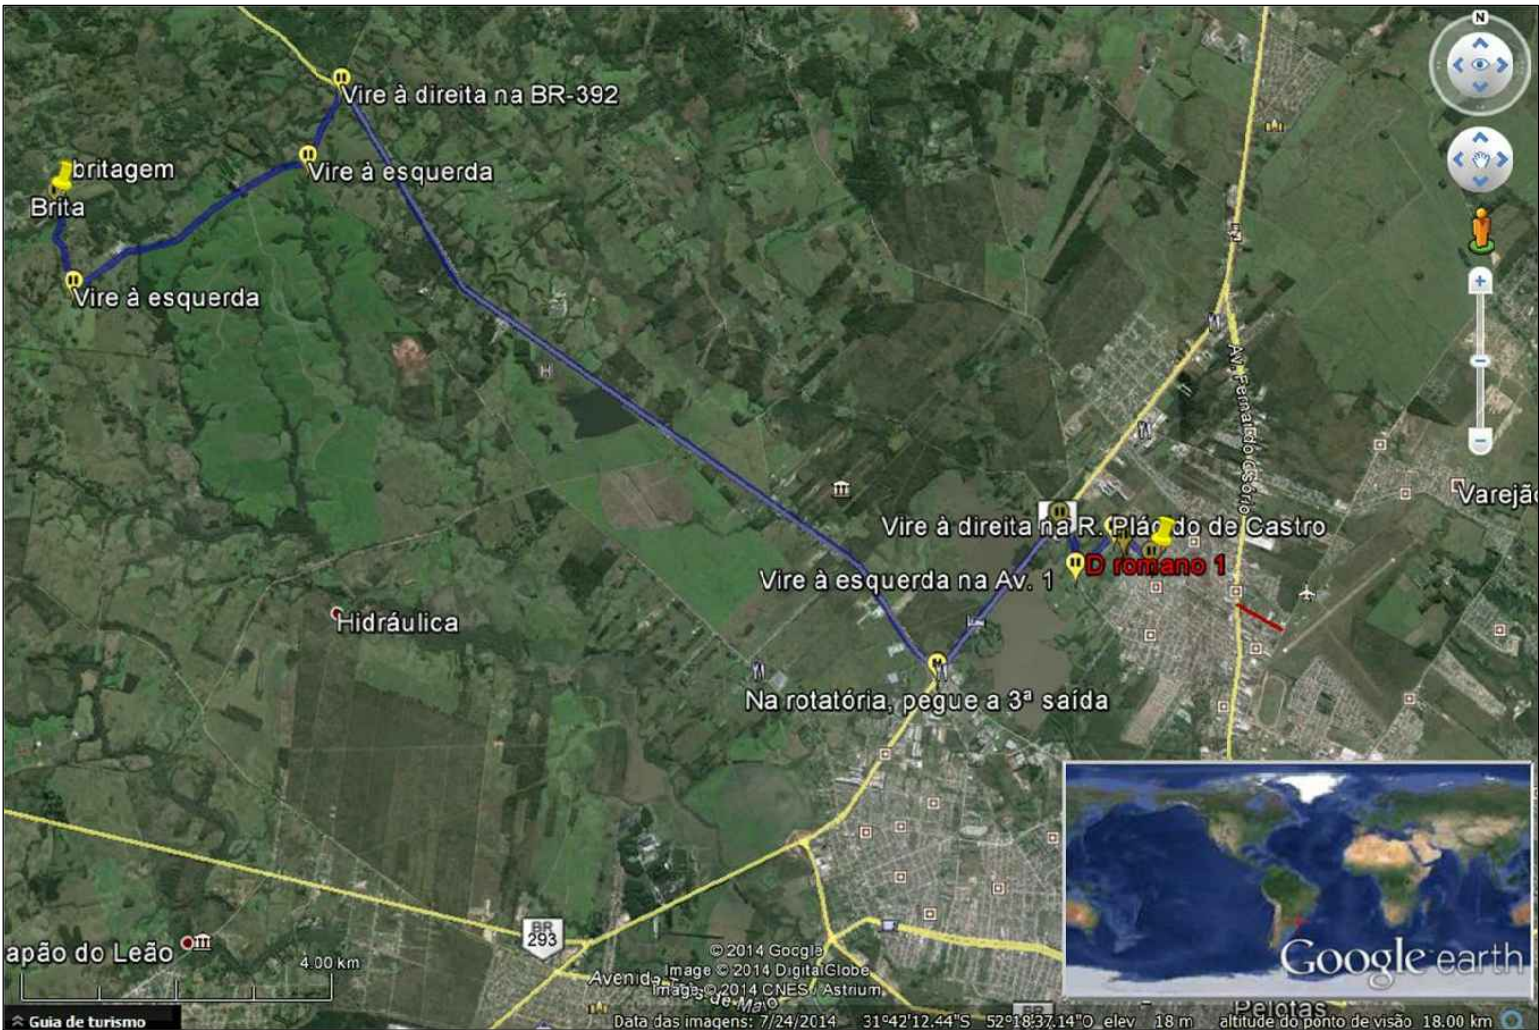 N
Vire à direita na BR-392
britagem
Vire à esquerda
Brita
Vire à esquerda
Av. Fernando Osório
Varejão
Vire à direita na R. Plácido de Castro
D romano 1
Vire à esquerda na Av. 1
Hidráulica
Na rotatória, pegue a 3ª saída
BR
293
apão do Leão
4.00 km
© 2014 Google
Image © 2014 DigitalGlobe
Image © 2014 CNES / Astrium
Avenida
de Maio
Google earth
Pelotas
Guia de turismo
Data das imagens: 7/24/2014 31°42'12.44"S 52°18'37.14"O elev 18 m altitude do ponto de visão 18.00 km